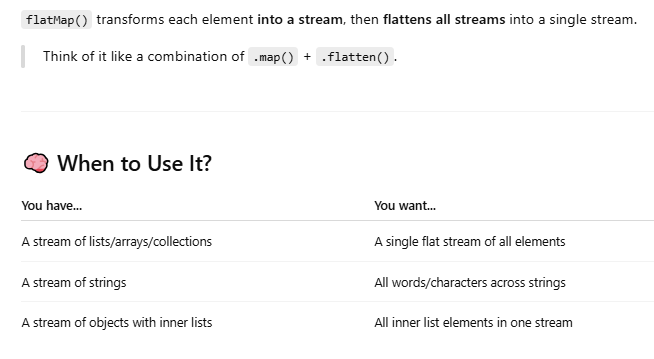 flatMap() transforms each element into a stream, then flattens all streams into a single stream.
Think of it like a combination of .map() + .flatten().
🧠 When to Use It?
You have... You want...
A stream of lists/arrays/collections A single flat stream of all elements
A stream of strings All words/characters across strings
A stream of objects with inner lists All inner list elements in one stream